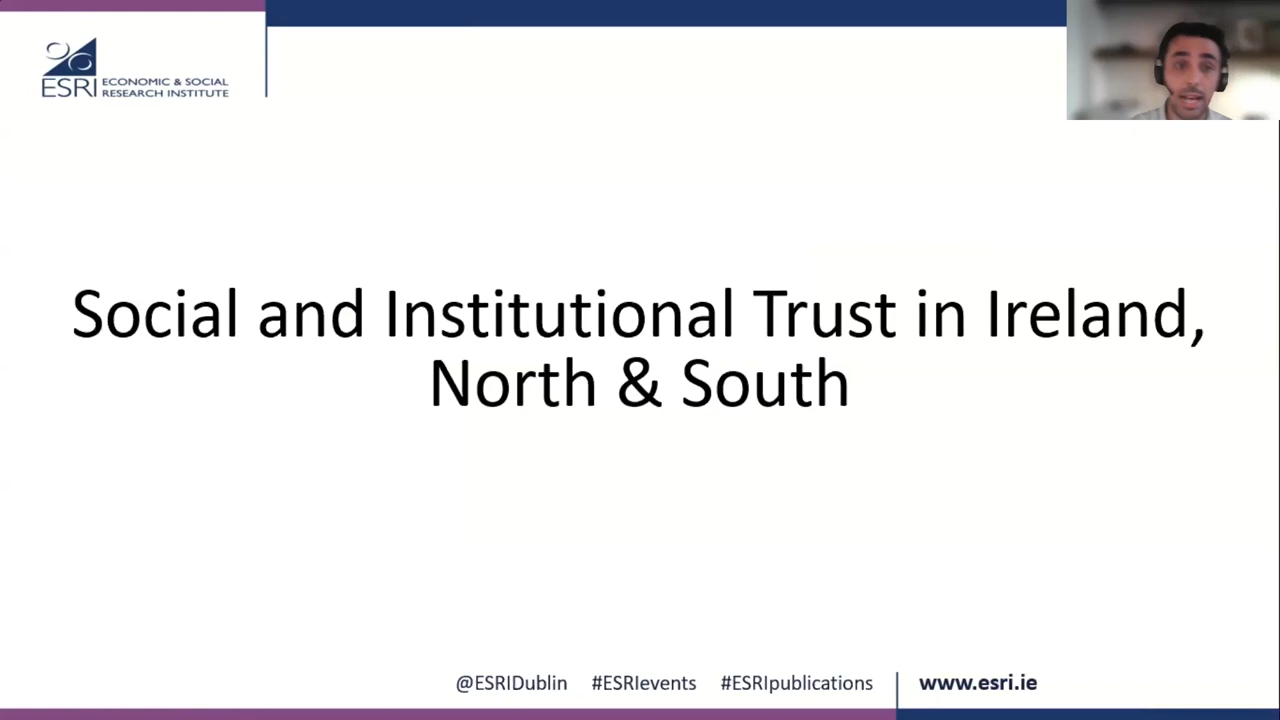 ESRI
ECONOMIC & SOCIAL
RESEARCH INSTITUTE
Social and Institutional Trust in Ireland,
North & South
@ESRIDublin #ESRIevents #ESRIpublications www.esri.ie